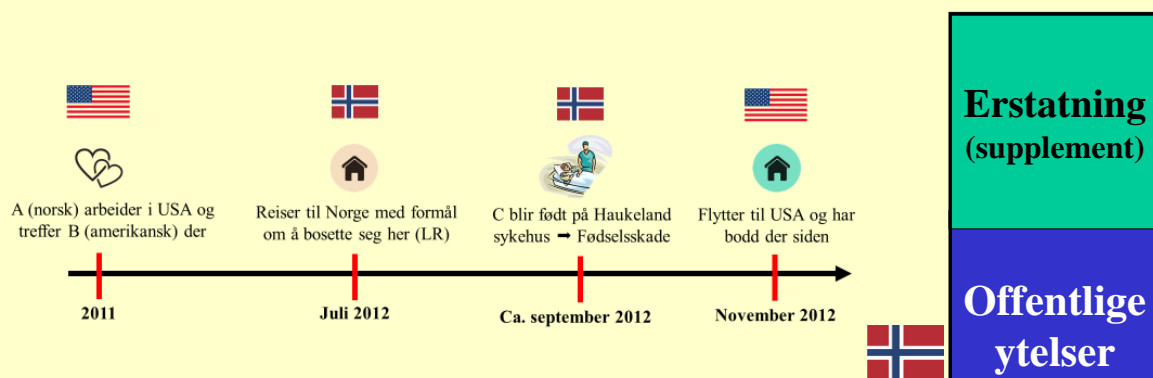 A (norsk) arbeider i USA og
treffer B (amerikansk) der
2011
Reiser til Norge med formål
om å bosette seg her (LR)
Juli 2012
C blir født på Haukeland
sykehus ➞ Fødselsskade
Ca. september 2012
Flytter til USA og har
bodd der siden
November 2012
Erstatning
(supplement)
Offentlige
ytelser